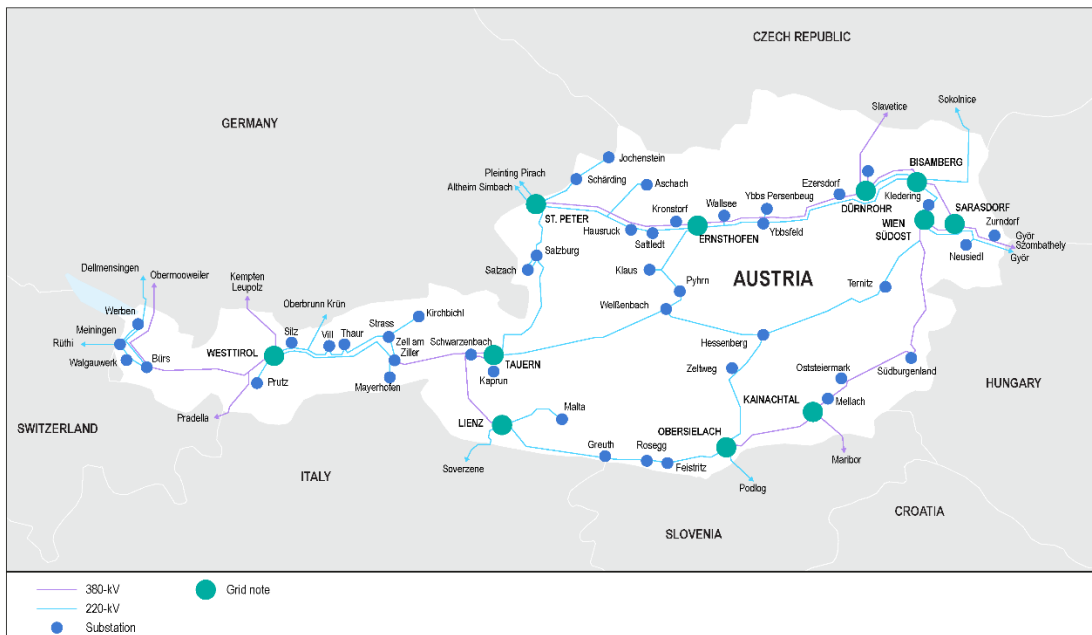 CZECH REPUBLIC
GERMANY
Slavetice
Sokolnice
Jochenstein
Pleinting Pirach
Altheim Simbach
Schärding
Aschach
BISAMBERG
Ezersdorf
Ybbs Persenbeug
Wallsee
Kledering
SARASDORF
ST. PETER
Kronstorf
DÜRNROHR
WIEN
SÜDOST
Zurndorf
Hausruck
Sattledt
ERNSTHOFEN
Ybbsfeld
Györ
Szombathely
Neusiedl
Györ
Salzburg
Salzach
Klaus
Pyhrn
AUSTRIA
Ternitz
Dellmensingen
Obermooweiler
Kempten
Leupolz
Oberbrunn Krün
Weißenbach
Werben
Kirchbichl
Meiningen
Silz
Vill
Thaur
Strass
Rüthi
Schwarzenbach
Hessenberg
Zell am
Ziller
Walgauwerk
Bürs
WESTTIROL
TAUERN
Zeltweg
Oststeiermark
Südburgenland
Prutz
Mayerhofen
Kaprun
HUNGARY
KAINACHTAL
Mellach
Pradella
Malta
SWITZERLAND
LIENZ
OBERSIELACH
Greuth
Rosegg
Feistritz
Maribor
Soverzene
ITALY
Podlog
CROATIA
SLOVENIA
380-kV
Grid note
220-kV
Substation